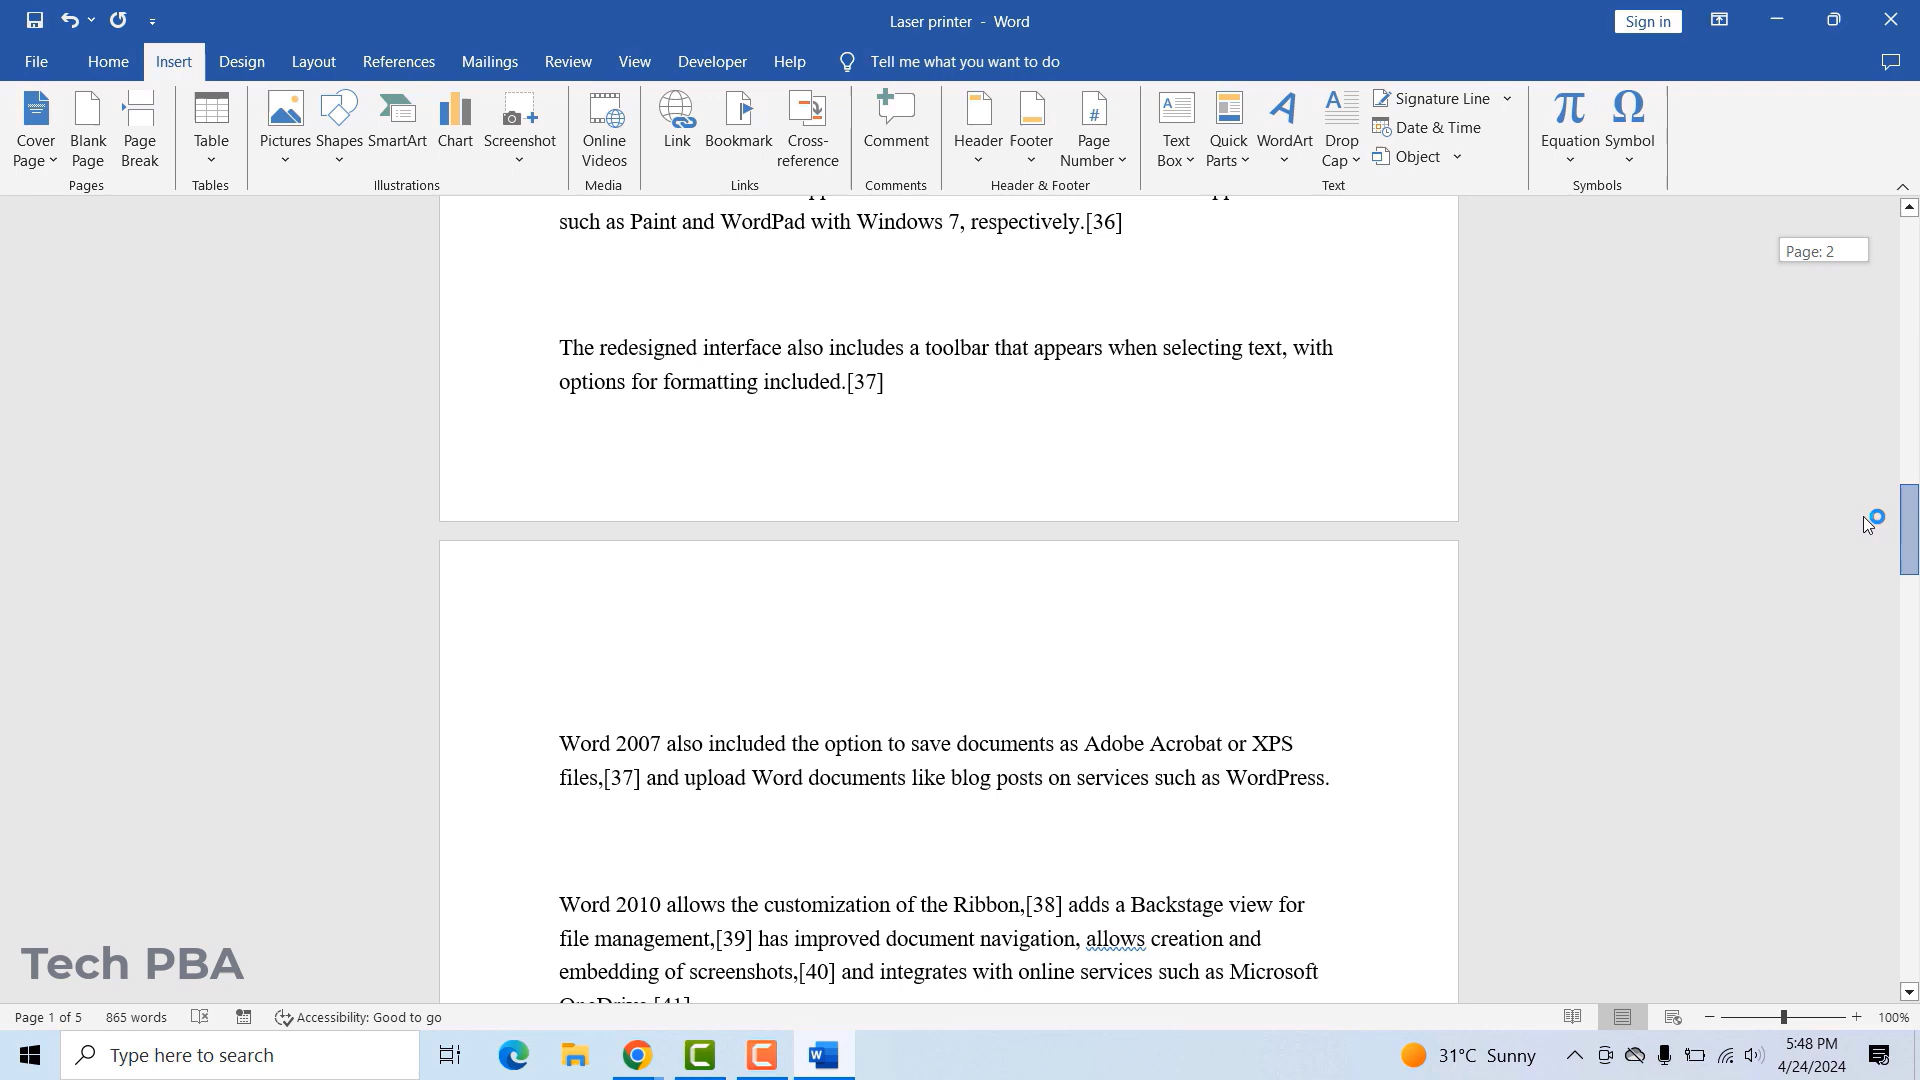 Laser printer - Word
Sign in
File Home Insert Design Layout References Mailings Review View Developer Help Tell me what you want to do
Cover Page
Blank Page
Page Break
Pages
Table
Tables
Pictures
Shapes
SmartArt
Chart
Screenshot
Illustrations
Online Videos
Media
Link
Bookmark
Cross-reference
Links
Comment
Comments
Header
Footer
Page Number
Header & Footer
Text Box
Quick Parts
WordArt
Drop Cap
Signature Line
Date & Time
Object
Text
Equation
Symbol
Symbols
such as Paint and WordPad with Windows 7, respectively.[36]
Page: 2
The redesigned interface also includes a toolbar that appears when selecting text, with
options for formatting included.[37]
Word 2007 also included the option to save documents as Adobe Acrobat or XPS
files,[37] and upload Word documents like blog posts on services such as WordPress.
Word 2010 allows the customization of the Ribbon,[38] adds a Backstage view for
file management,[39] has improved document navigation, allows creation and
embedding of screenshots,[40] and integrates with online services such as Microsoft
OneDrive.[41]
Tech PBA
Page 1 of 5 865 words Accessibility: Good to go 100%
Type here to search
31°C Sunny
5:48 PM
4/24/2024